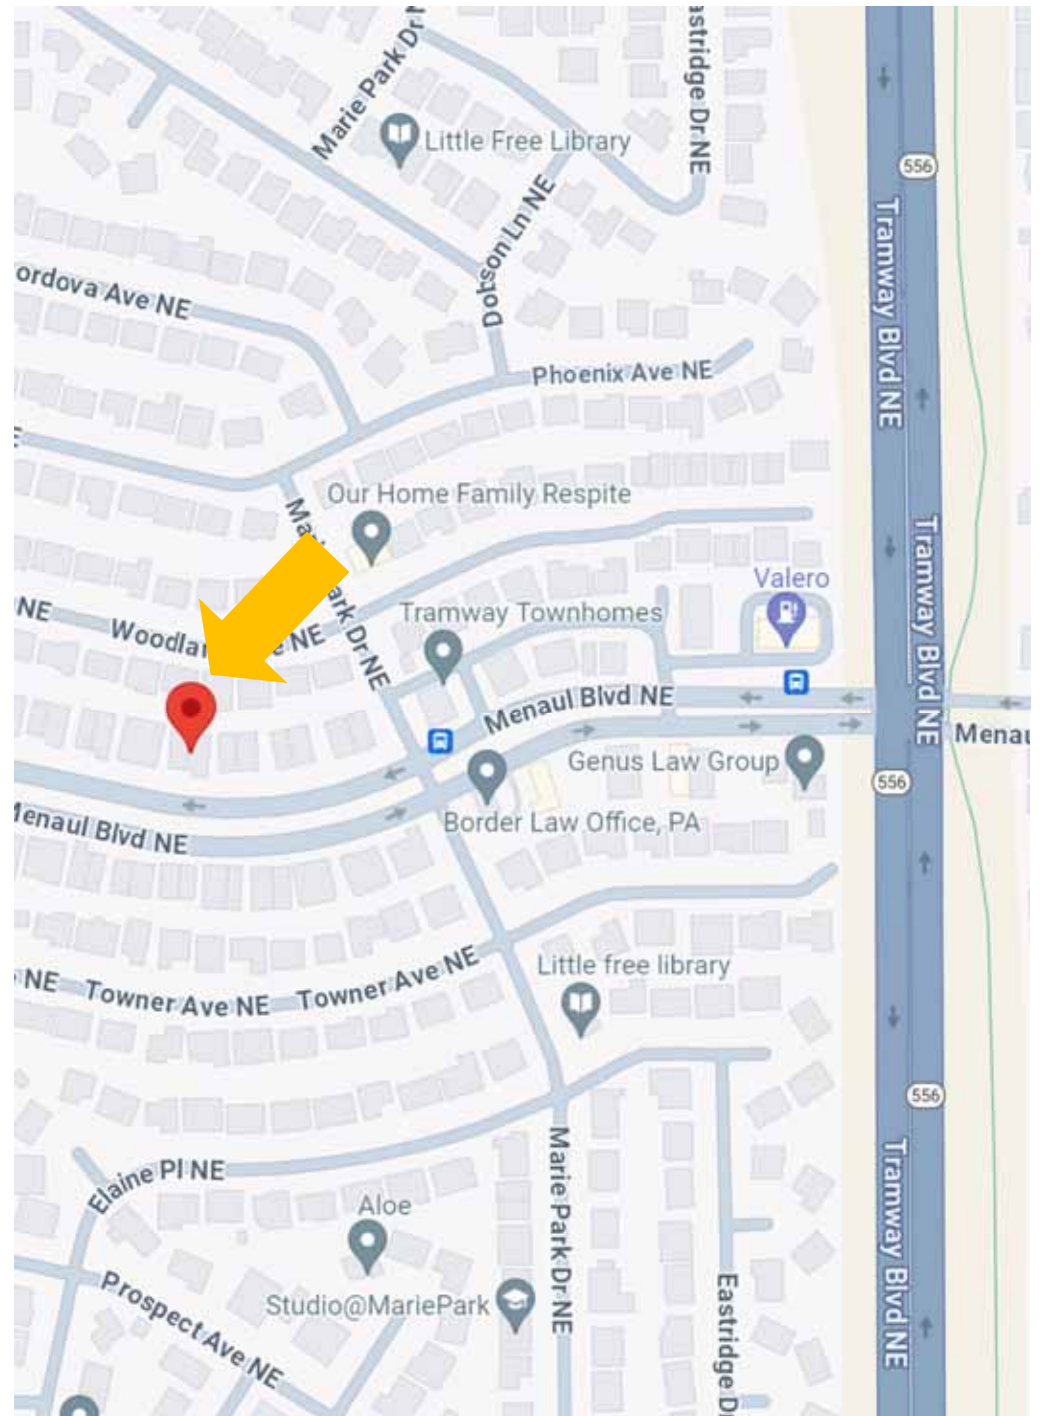 Marie Park Dr N
astridge Dr NE
Little Free Library
556
Tramway Blvd NE
Dobson Ln NE
ordova Ave NE
Phoenix Ave NE
Our Home Family Respite
Tramway Blvd NE
Valero
NE
Tramway Townhomes
Menaul Blvd NE
Menau
Genus Law Group
556
Menaul Blvd NE
Border Law Office, PA
Little free library
NE
Towner Ave NE
Towner Ave NE
556
Elaine Pl NE
Marie Park Dr NE
Tramway Blvd NE
Aloe
Studio@MariePark
Prospect Ave NE
Eastridge D